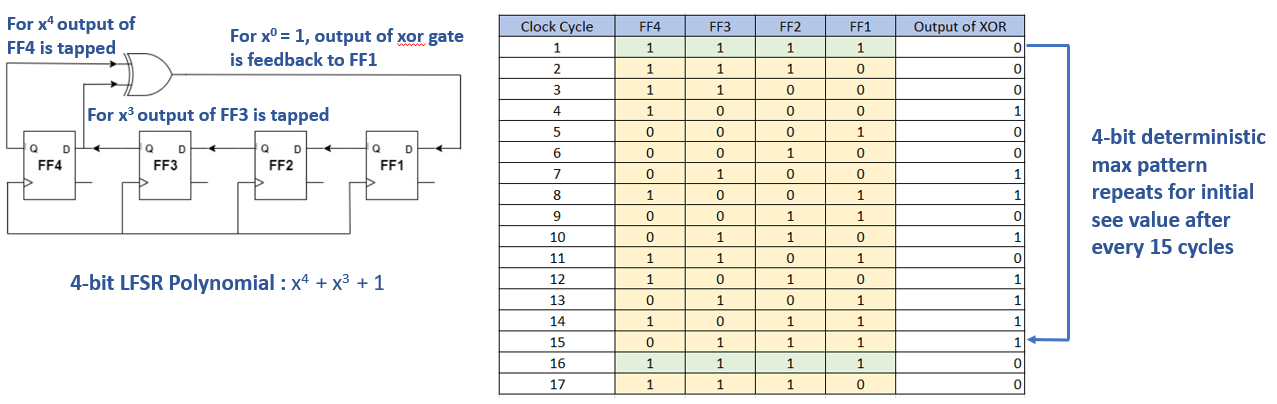 For x⁴ output of
FF4 is tapped
For x⁰ = 1, output of xor gate
is feedback to FF1
For x³ output of FF3 is tapped
Q D
FF4
Q D
FF3
Q D
FF2
Q D
FF1
4-bit LFSR Polynomial : x⁴ + x³ + 1
Clock Cycle FF4 FF3 FF2 FF1 Output of XOR
1 1 1 1 1 0
2 1 1 1 0 0
3 1 1 0 0 0
4 1 0 0 0 1
5 0 0 0 1 0
6 0 0 1 0 0
7 0 1 0 0 1
8 1 0 0 1 1
9 0 0 1 1 0
10 0 1 1 0 1
11 1 1 0 1 0
12 1 0 1 0 1
13 0 1 0 1 1
14 1 0 1 1 1
15 0 1 1 1 1
16 1 1 1 1 0
17 1 1 1 0 0
4-bit deterministic
max pattern
repeats for initial
see value after
every 15 cycles